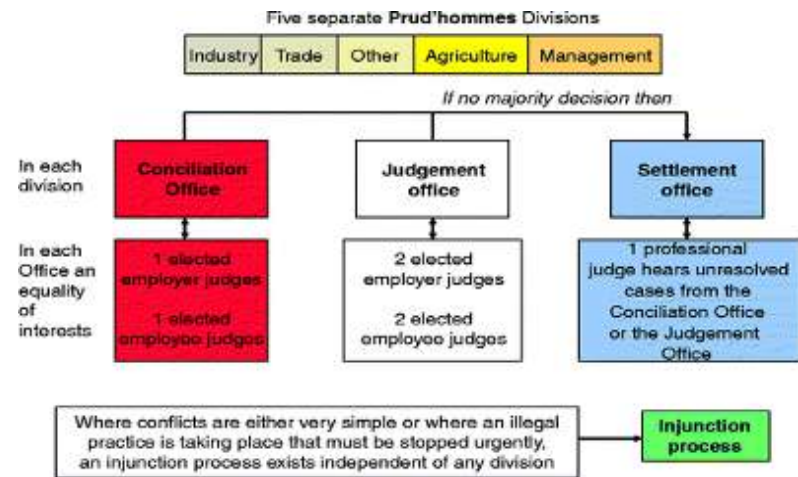 Five separate Prud'hommes Divisions
Industry Trade Other Agriculture Management
If no majority decision then
In each
division
Conciliation
Office
Judgement
office
Settlement
office
In each
Office an
equality
of
interests
1 elected
employer judges
1 elected
employee judges
2 elected
employer judges
2 elected
employee judges
1 professional
judge hears unresolved
cases from the
Conciliation Office
or the Judgement
Office
Where conflicts are either very simple or where an illegal
practice is taking place that must be stopped urgently,
an injunction process exists independent of any division
Injunction
process